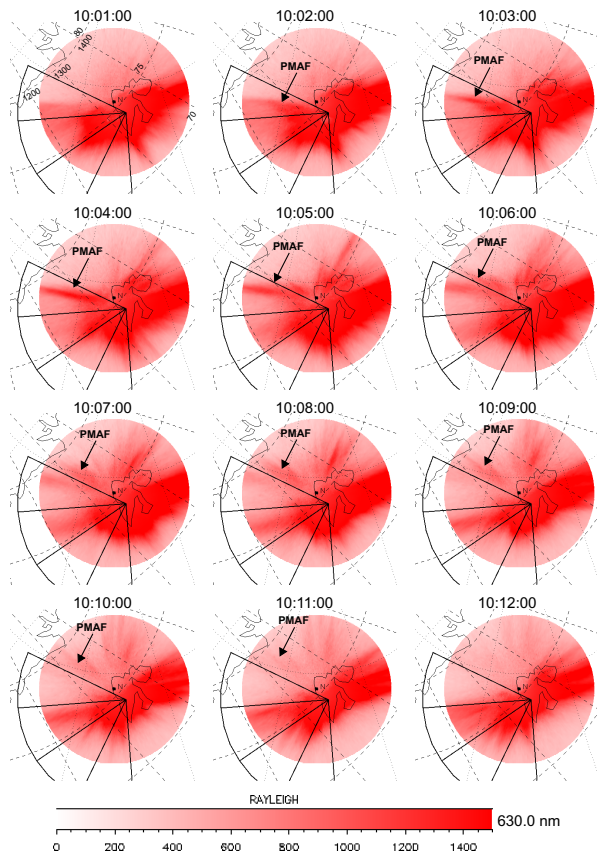 10:01:00 10:02:00 10:03:00
80
1400
1300
1200
75
70
N
PMAF
N
PMAF
N
10:04:00 10:05:00 10:06:00
PMAF
N
PMAF
N
PMAF
N
10:07:00 10:08:00 10:09:00
PMAF
N
PMAF
N
PMAF
N
10:10:00 10:11:00 10:12:00
PMAF
N
PMAF
N
N
RAYLEIGH
630.0 nm
0 200 400 600 800 1000 1200 1400